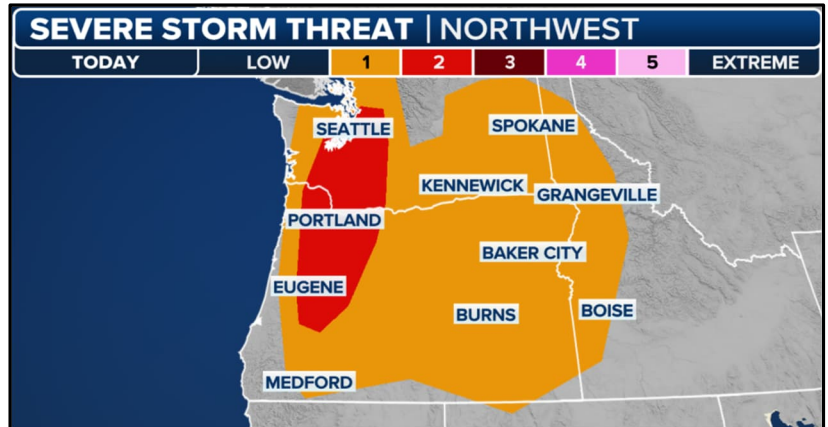 SEVERE STORM THREAT | NORTHWEST
TODAY LOW 1 2 3 4 5 EXTREME
SEATTLE
SPOKANE
KENNEWICK
GRANGEVILLE
PORTLAND
BAKER CITY
EUGENE
BURNS
BOISE
MEDFORD